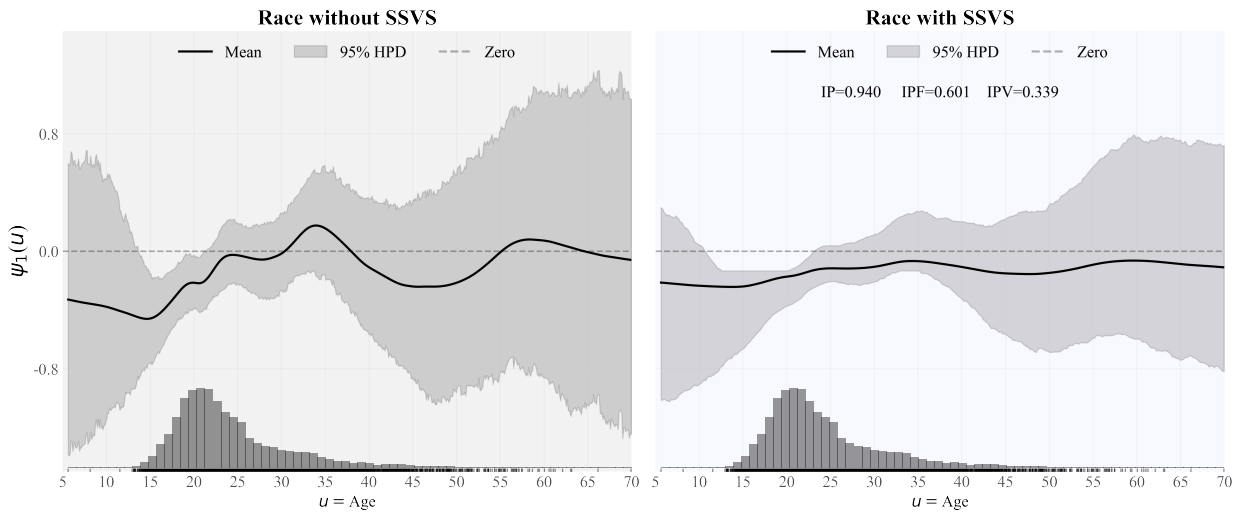 Race without SSVS
Mean
95% HPD
Zero
ψ₁(u)
0.8
0.0
-0.8
5 10 15 20 25 30 35 40 45 50 55 60 65 70
u = Age
Race with SSVS
Mean
95% HPD
Zero
IP=0.940 IPF=0.601 IPV=0.339
5 10 15 20 25 30 35 40 45 50 55 60 65 70
u = Age